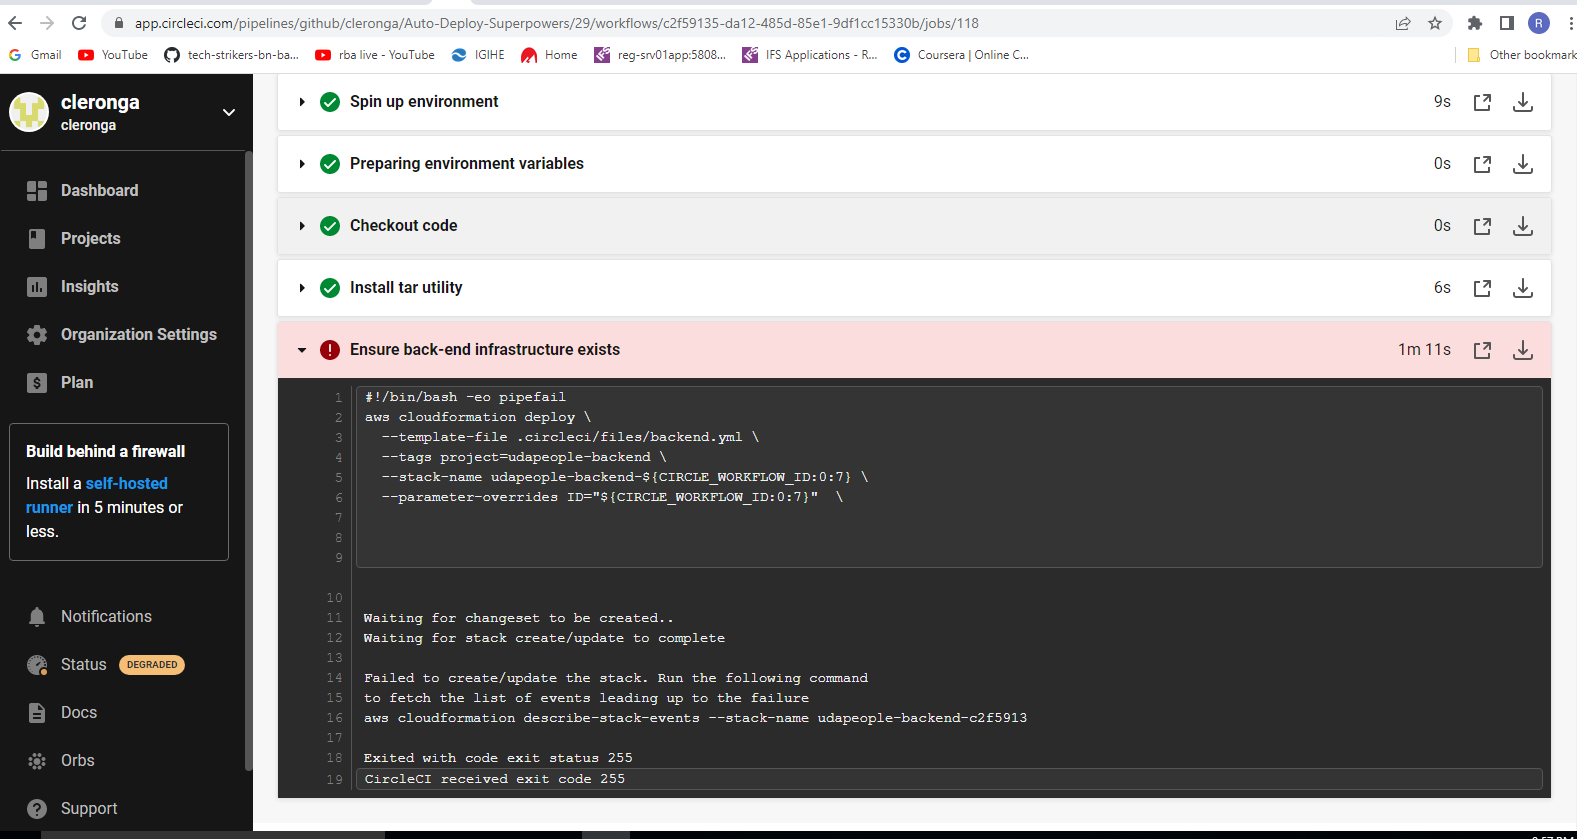 app.circleci.com/pipelines/github/cleronga/Auto-Deploy-Superpowers/29/workflows/c2f59135-da12-485d-85e1-9df1cc15330b/jobs/118
R
Gmail YouTube tech-strikers-bn-ba... rba live - YouTube IGIHE Home reg-srv01app:5808... IFS Applications - R... Coursera | Online C... Other bookmark
cleronga
cleronga
Dashboard
Projects
Insights
Organization Settings
Plan
Build behind a firewall
Install a self-hosted
runner in 5 minutes or
less.
Notifications
Status DEGRADED
Docs
Orbs
Support
Spin up environment 9s
Preparing environment variables 0s
Checkout code 0s
Install tar utility 6s
Ensure back-end infrastructure exists 1m 11s
1 #!/bin/bash -eo pipefail
2 aws cloudformation deploy \
3 --template-file .circleci/files/backend.yml \
4 --tags project=udapeople-backend \
5 --stack-name udapeople-backend-${CIRCLE_WORKFLOW_ID:0:7} \
6 --parameter-overrides ID="${CIRCLE_WORKFLOW_ID:0:7}" \
7
8
9
10
11 Waiting for changeset to be created..
12 Waiting for stack create/update to complete
13
14 Failed to create/update the stack. Run the following command
15 to fetch the list of events leading up to the failure
16 aws cloudformation describe-stack-events --stack-name udapeople-backend-c2f5913
17
18 Exited with code exit status 255
19 CircleCI received exit code 255